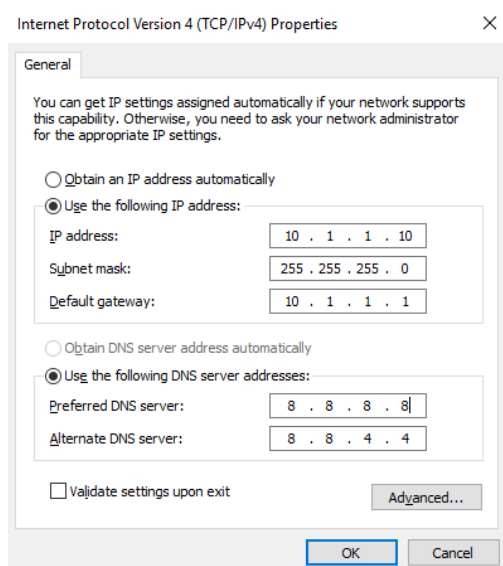 Internet Protocol Version 4 (TCP/IPv4) Properties
General
You can get IP settings assigned automatically if your network supports
this capability. Otherwise, you need to ask your network administrator
for the appropriate IP settings.
Obtain an IP address automatically
Use the following IP address:
IP address: 10 . 1 . 1 . 10
Subnet mask: 255 . 255 . 255 . 0
Default gateway: 10 . 1 . 1 . 1
Obtain DNS server address automatically
Use the following DNS server addresses:
Preferred DNS server: 8 . 8 . 8 . 8
Alternate DNS server: 8 . 8 . 4 . 4
Validate settings upon exit
Advanced...
OK Cancel